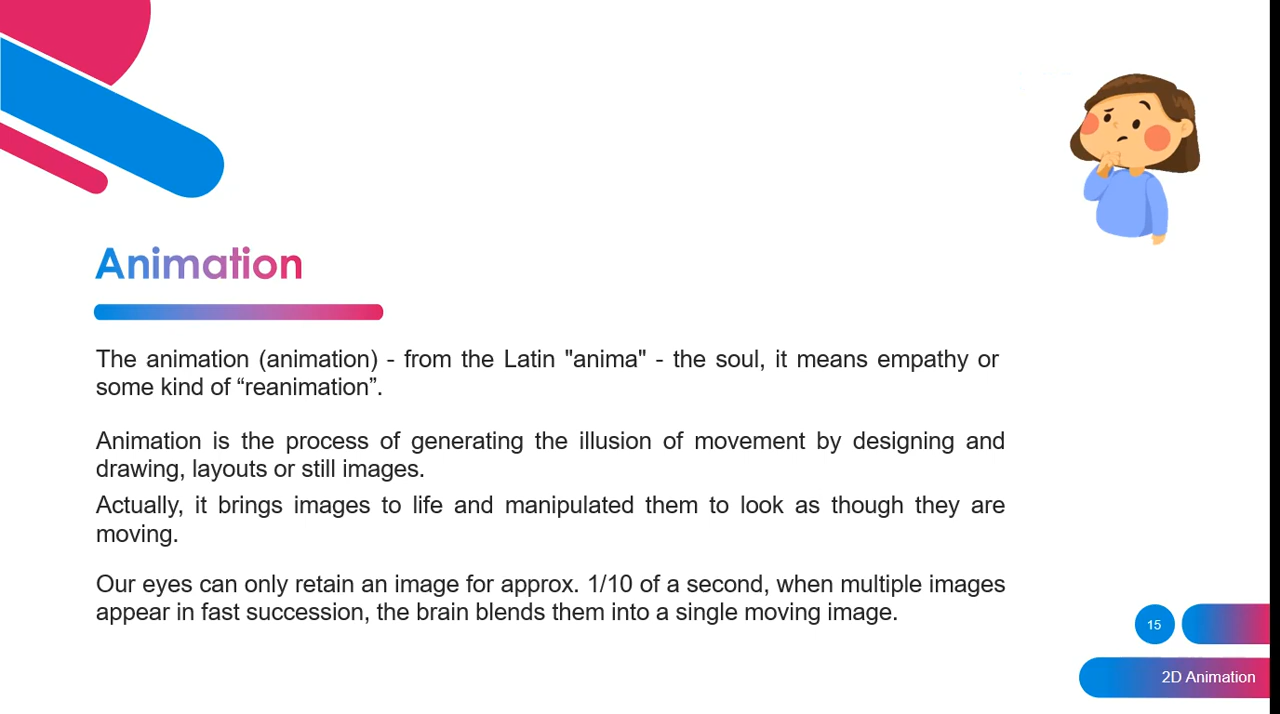 Animation
The animation (animation) - from the Latin "anima" - the soul, it means empathy or
some kind of “reanimation”.
Animation is the process of generating the illusion of movement by designing and
drawing, layouts or still images.
Actually, it brings images to life and manipulated them to look as though they are
moving.
Our eyes can only retain an image for approx. 1/10 of a second, when multiple images
appear in fast succession, the brain blends them into a single moving image.
15
2D Animation